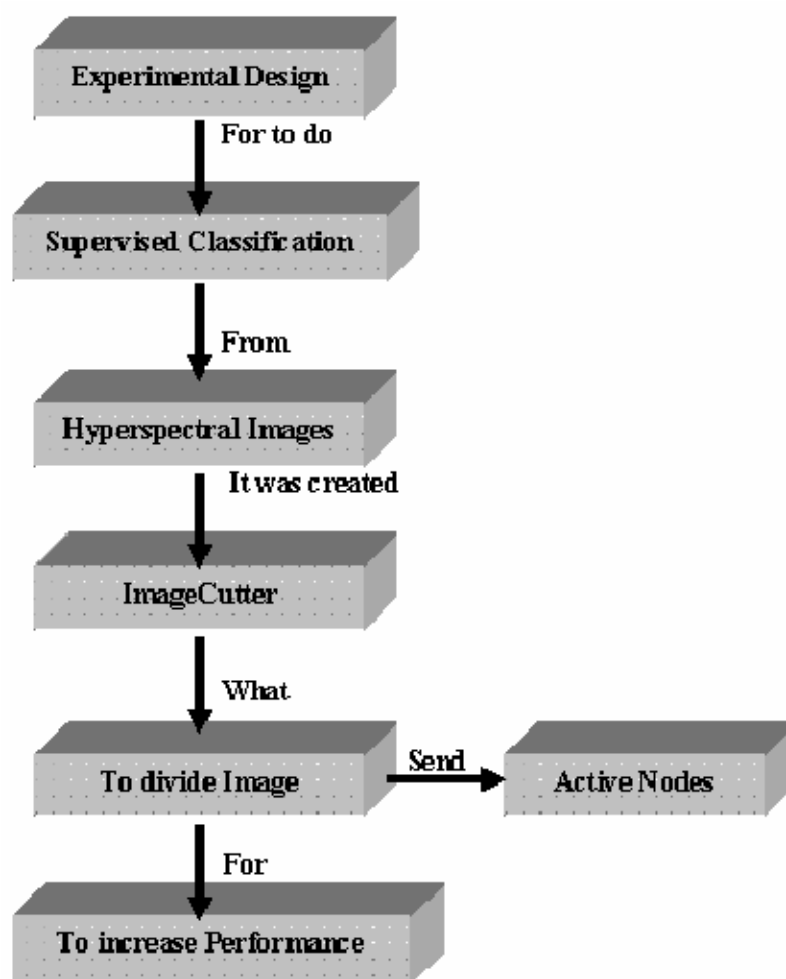 Experimental Design
For to do
Supervised Classification
From
Hyperspectral Images
It was created
ImageCutter
What
To divide Image
Send
Active Nodes
For
To increase Performance